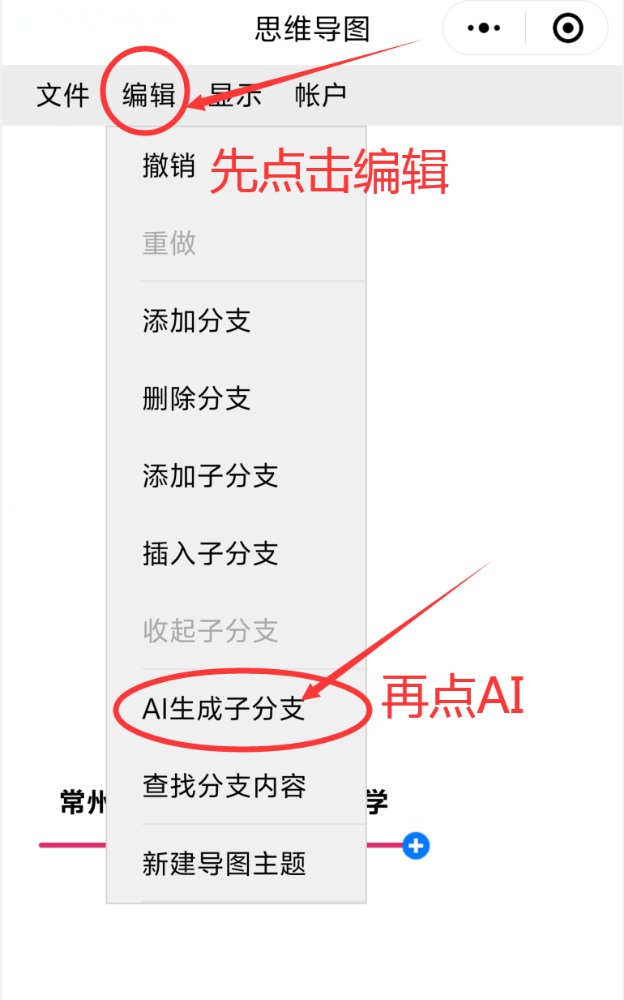 思维导图
文件 编辑 显示 帐户
撤销 先点击编辑
重做
添加分支
删除分支
添加子分支
插入子分支
收起子分支
AI生成子分支 再点AI
查找分支内容
常州 学
新建导图主题